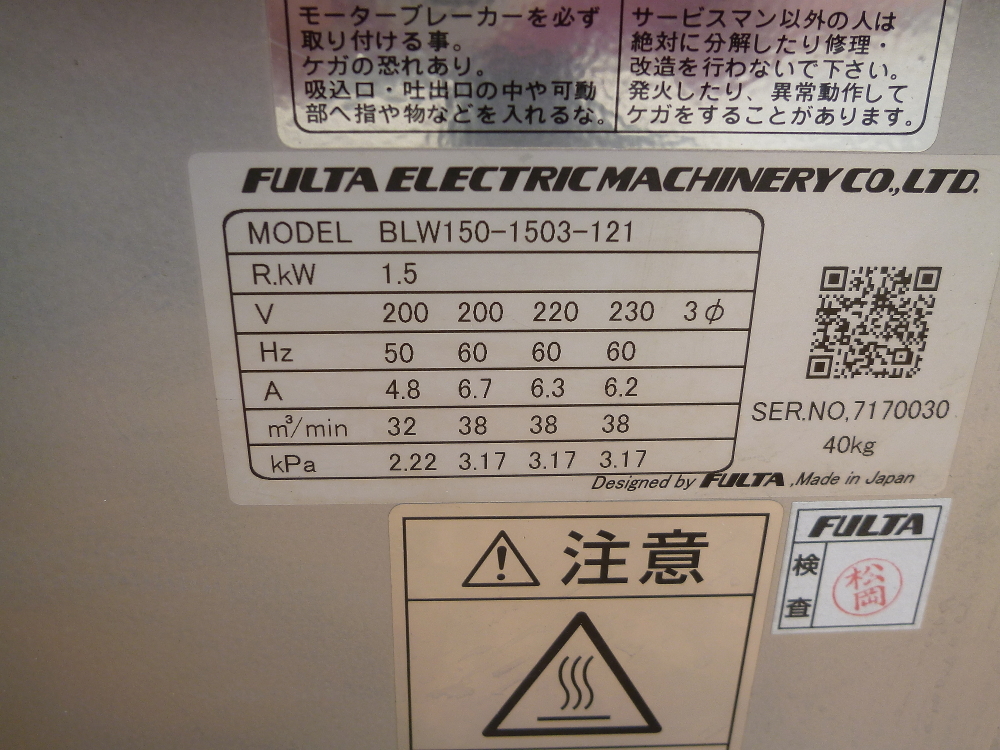 モーターブレーカーを必ず
取り付ける事。
ケガの恐れあり。
吸込口・吐出口の中や可動
部へ指や物などを入れるな。
サービスマン以外の人は
絶対に分解したり修理・
改造を行わないで下さい。
発火したり、異常動作して
ケガをすることがあります。
FULTA ELECTRIC MACHINERY CO.,LTD.
MODEL BLW150-1503-121
R.kW 1.5
V 200 200 220 230 3φ
Hz 50 60 60 60
A 4.8 6.7 6.3 6.2
m³/min 32 38 38 38
kPa 2.22 3.17 3.17 3.17
SER.NO,7170030
40kg
Designed by FULTA ,Made in Japan
注意
FULTA
検査
松岡